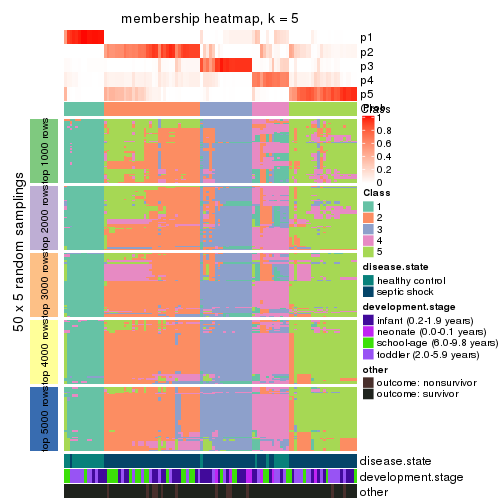 membership heatmap, k = 5
p1
p2
p3
p4
p5
Class
Prob
1
0.8
0.6
0.4
0.2
0
Class
1
2
3
4
5
disease.state
healthy control
septic shock
development.stage
infant (0.2-1.9 years)
neonate (0.0-0.1 years)
school-age (6.0-9.8 years)
toddler (2.0-5.9 years)
other
outcome: nonsurvivor
outcome: survivor
50 x 5 random samplings
top 1000 rows
top 2000 rows
top 3000 rows
top 4000 rows
top 5000 rows
disease.state
development.stage
other